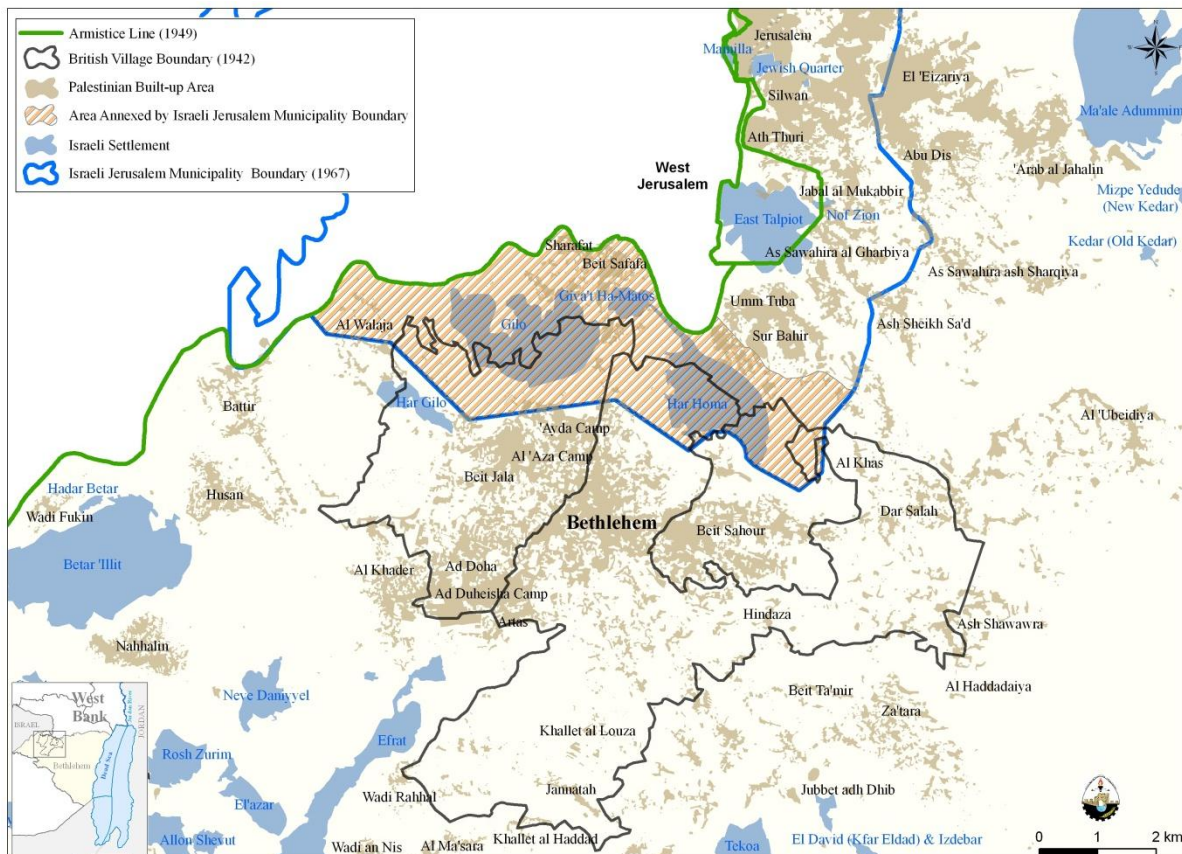 Armistice Line (1949)
British Village Boundary (1942)
Palestinian Built-up Area
Area Annexed by Israeli Jerusalem Municipality Boundary
Israeli Settlement
Israeli Jerusalem Municipality Boundary (1967)
Jerusalem
Mamilla
Jewish Quarter
El 'Eizariya
Silwan
Ma'ale Adummim
Ath Thuri
Abu Dis
West
Jerusalem
'Arab al Jahalin
Jabal al Mukabbir
Mizpe Yedude
(New Kedar)
East Talpiot
Nof Zion
Sharafat
As Sawahira al Gharbiya
Kedar (Old Kedar)
Beit Safafa
As Sawahira ash Sharqiya
Giva't Ha-Matos
Umm Tuba
Gilo
Al Walaja
Sur Bahir
Ash Sheikh Sa'd
Har Gilo
Har Homa
Battir
Al 'Ubeidiya
'Ayda Camp
Al 'Aza Camp
Al Khas
Beit Jala
Hadar Betar
Husan
Wadi Fukin
Dar Salah
Bethlehem
Beit Sahour
Betar 'Illit
Al Khader
Ad Doha
Ad Duheisha Camp
Hindaza
Artas
Ash Shawawra
Nahhalin
Al Haddadaiya
Neve Daniyyel
Beit Ta'mir
Za'tara
Khallet al Louza
Efrat
Rosh Zurim
Jannatah
Jubbet adh Dhib
Wadi Rahhal
El'azar
Khallet al Haddad
Allon Shevut
Wadi an Nis
Al Ma'sara
Tekoa
El David (Kfar Eldad) & Izdebar
West
Bank
ISRAEL
JORDAN
Bethlehem
Dead Sea
0 1 2 km